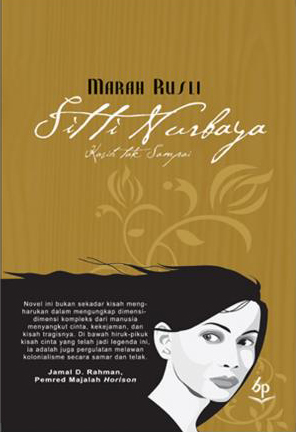 MARAH RUSLI
Sitti Nurbaya
Kasih tak Sampai
Novel ini bukan sekadar kisah meng-
harukan dalam mengungkap dimensi-
dimensi kompleks dari manusia
menyangkut cinta, kekejaman, dan
kisah tragisnya. Di bawah hiruk-pikuk
kisah cinta yang telah jadi legenda ini,
ia adalah juga pergulatan melawan
kolonialisme secara samar dan telak.
Jamal D. Rahman,
Pemred Majalah Horison
bp